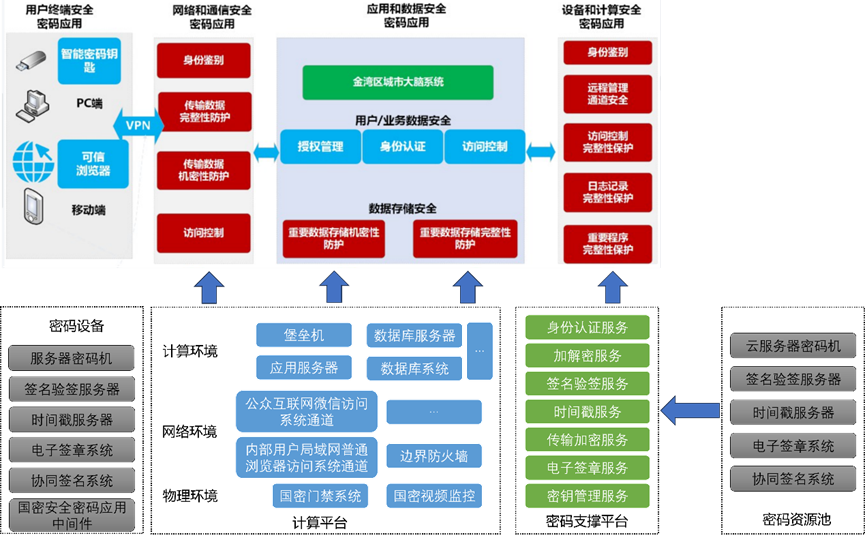 用户终端安全
密码应用
智能密码钥
匙
PC端
可信
浏览器
移动端
VPN
网络和通信安全
密码应用
身份鉴别
传输数据
完整性防护
传输数据
机密性防护
访问控制
应用和数据安全
密码应用
金湾区城市大脑系统
用户/业务数据安全
授权管理
身份认证
访问控制
数据存储安全
重要数据存储机密性
防护
重要数据存储完整性
防护
设备和计算安全
密码应用
身份鉴别
远程管理
通道安全
访问控制
完整性保护
日志记录
完整性保护
重要程序
完整性保护
密码设备
服务器密码机
签名验签服务器
时间戳服务器
电子签章系统
协同签名系统
国密安全密码应用
中间件
计算环境
堡垒机
数据库服务器
应用服务器
数据库系统
...
网络环境
公众互联网微信访问
系统通道
...
内部用户局域网普通
浏览器访问系统通道
边界防火墙
物理环境
国密门禁系统
国密视频监控
计算平台
身份认证服务
加解密服务
签名验签服务
时间戳服务
传输加密服务
电子签章服务
密钥管理服务
密码支撑平台
云服务器密码机
签名验签服务器
时间戳服务器
电子签章系统
协同签名系统
密码资源池